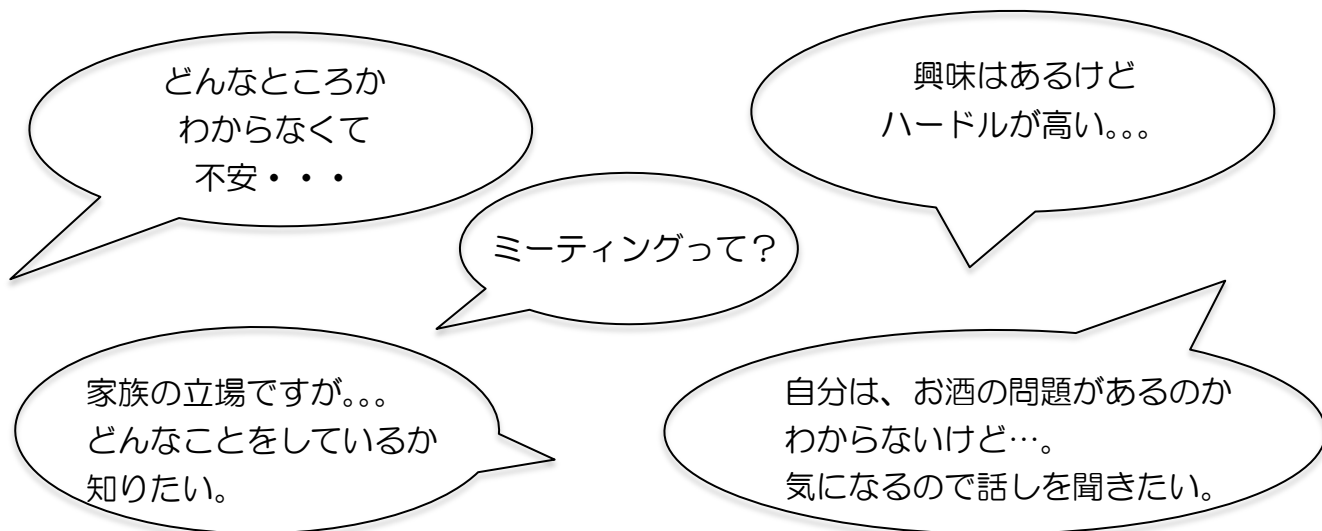 どんなところか
わからなくて
不安・・・
興味はあるけど
ハードルが高い。。。
ミーティングって？
家族の立場ですが。。。
どんなことをしているか
知りたい。
自分は、お酒の問題があるのか
わからないけど…。
気になるので話しを聞きたい。